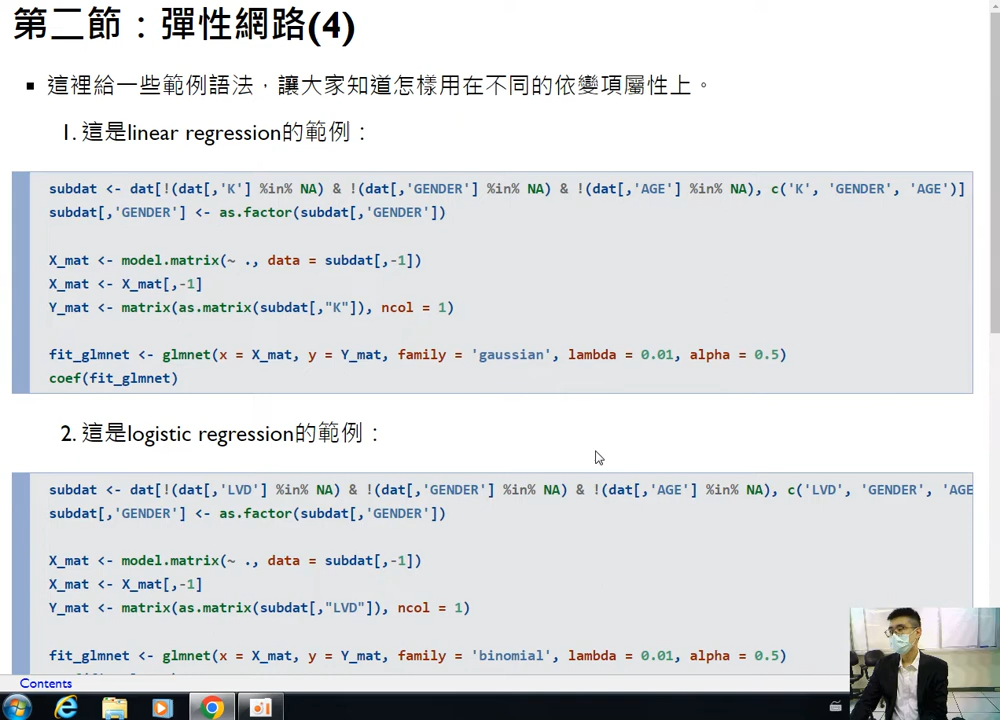 第二節：彈性網路(4)
這裡給一些範例語法，讓大家知道怎樣用在不同的依變項屬性上。
1. 這是linear regression的範例：
subdat <- dat[!(dat[,'K'] %in% NA) & !(dat[,'GENDER'] %in% NA) & !(dat[,'AGE'] %in% NA), c('K', 'GENDER', 'AGE')]
subdat[,'GENDER'] <- as.factor(subdat[,'GENDER'])
X_mat <- model.matrix(~ ., data = subdat[,-1])
X_mat <- X_mat[,-1]
Y_mat <- matrix(as.matrix(subdat[,"K"]), ncol = 1)
fit_glmnet <- glmnet(x = X_mat, y = Y_mat, family = 'gaussian', lambda = 0.01, alpha = 0.5)
coef(fit_glmnet)
2. 這是logistic regression的範例：
subdat <- dat[!(dat[,'LVD'] %in% NA) & !(dat[,'GENDER'] %in% NA) & !(dat[,'AGE'] %in% NA), c('LVD', 'GENDER', 'AGE
subdat[,'GENDER'] <- as.factor(subdat[,'GENDER'])
X_mat <- model.matrix(~ ., data = subdat[,-1])
X_mat <- X_mat[,-1]
Y_mat <- matrix(as.matrix(subdat[,"LVD"]), ncol = 1)
fit_glmnet <- glmnet(x = X_mat, y = Y_mat, family = 'binomial', lambda = 0.01, alpha = 0.5)
Contents